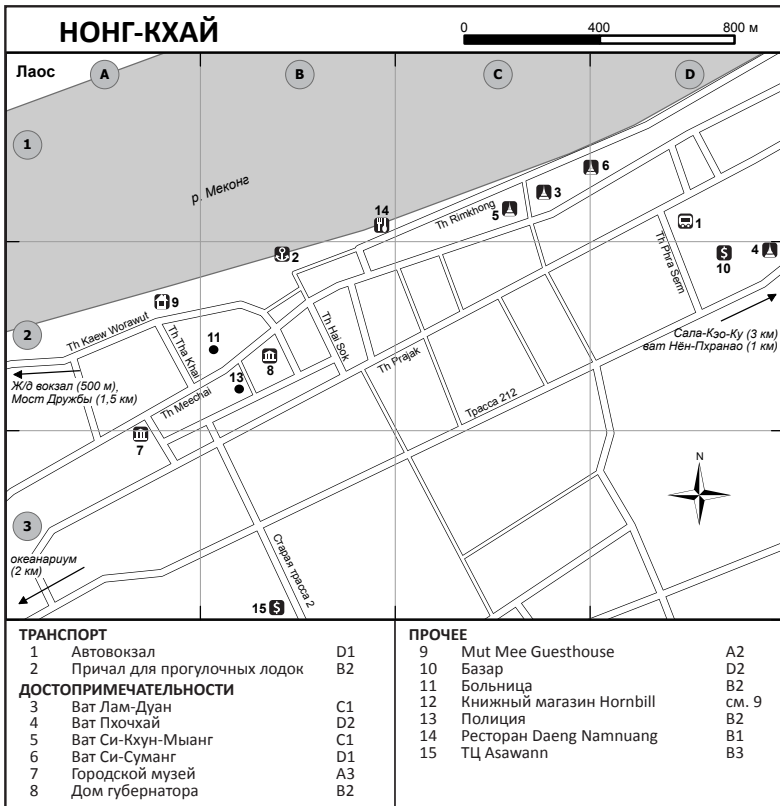 НОНГ-КХАЙ
0 400 800 м
Лаос
A B C D
1
р. Меконг
6
3
14
5
Th Rimkhong
1
2
Th Phra Serm
10
4
9
2
Th Kaew Worawut
Th Tha Khai
11
Th Hai Sok
8
Th Prajak
Сала-Кэо-Ку (3 км)
ват Нён-Пхранао (1 км)
Ж/д вокзал (500 м),
Мост Дружбы (1,5 км)
13
Th Meechai
Трасса 212
7
N
3
океанариум
(2 км)
Старая трасса 2
15
ТРАНСПОРТ
1 Автовокзал D1
2 Причал для прогулочных лодок B2
ДОСТОПРИМЕЧАТЕЛЬНОСТИ
3 Ват Лам-Дуан C1
4 Ват Пхочхай D2
5 Ват Си-Кхун-Мыанг C1
6 Ват Си-Суманг D1
7 Городской музей A3
8 Дом губернатора B2
ПРОЧЕЕ
9 Mut Mee Guesthouse A2
10 Базар D2
11 Больница B2
12 Книжный магазин Hornbill см. 9
13 Полиция B2
14 Ресторан Daeng Namnuang B1
15 ТЦ Asawann B3